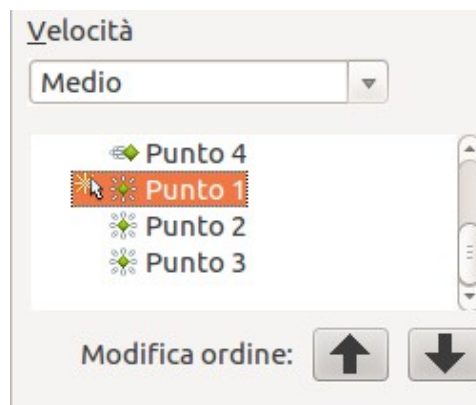 Velocità
Medio
Punto 4
Punto 1
Punto 2
Punto 3
Modifica ordine: